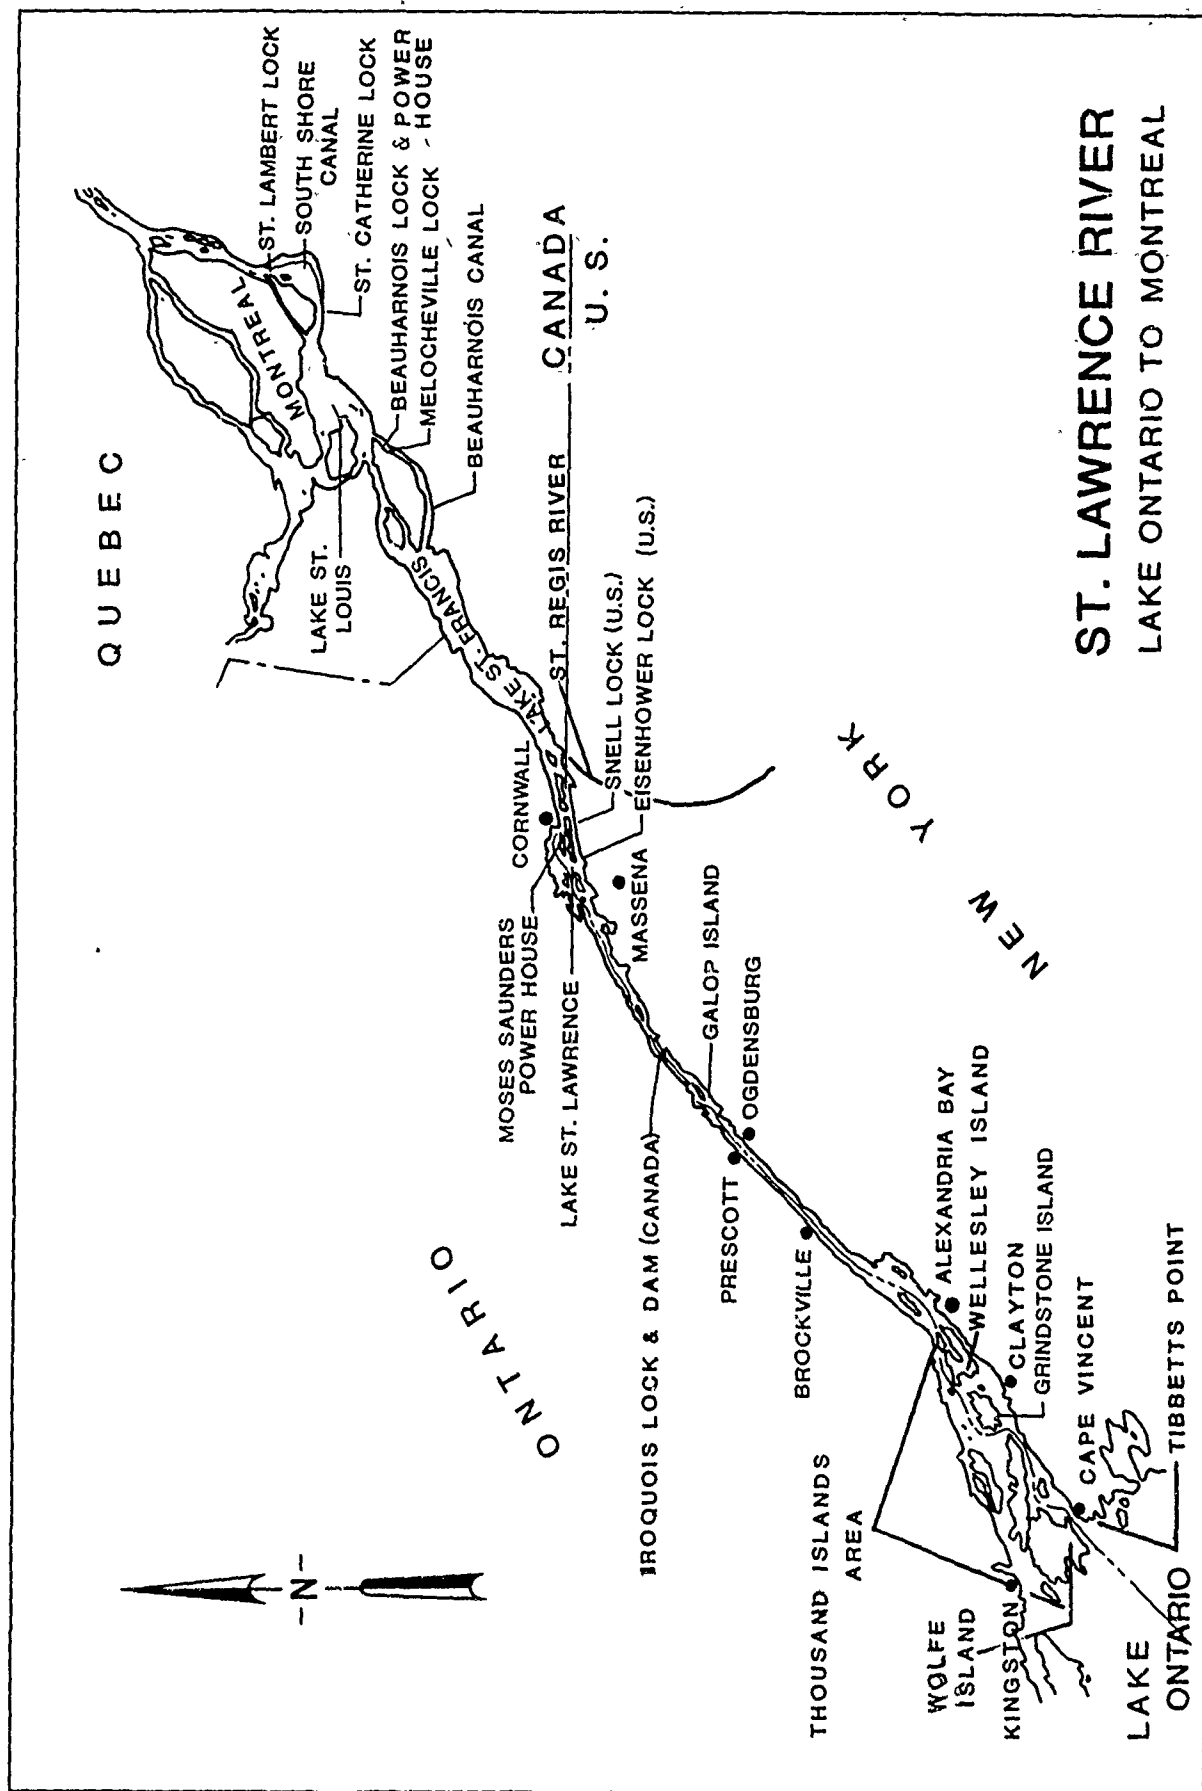 QUEBEC
ST. LAMBERT LOCK
SOUTH SHORE
CANAL
ST. CATHERINE LOCK
BEAUHARNOIS LOCK & POWER
HOUSE
MELOCHEVILLE LOCK
BEAUHARNOIS CANAL
MONTREAL
LAKE ST.
LOUIS
LAKE ST. FRANCIS
CANADA
U. S.
ST. REGIS RIVER
SNELL LOCK (U.S.)
EISENHOWER LOCK (U.S.)
CORNWALL
MOSES SAUNDERS
POWER HOUSE
LAKE ST. LAWRENCE
MASSENA
IROQUOIS LOCK & DAM (CANADA)
GALOP ISLAND
OGDENSBURG
PRESCOTT
BROCKVILLE
ONTARIO
NEW YORK
-N-
THOUSAND ISLANDS
AREA
ALEXANDRIA BAY
WELLESLEY ISLAND
CLAYTON
GRINDSTONE ISLAND
CAPE VINCENT
TIBBETTS POINT
WOLFE
ISLAND
KINGSTON
LAKE
ONTARIO
ST. LAWRENCE RIVER
LAKE ONTARIO TO MONTREAL